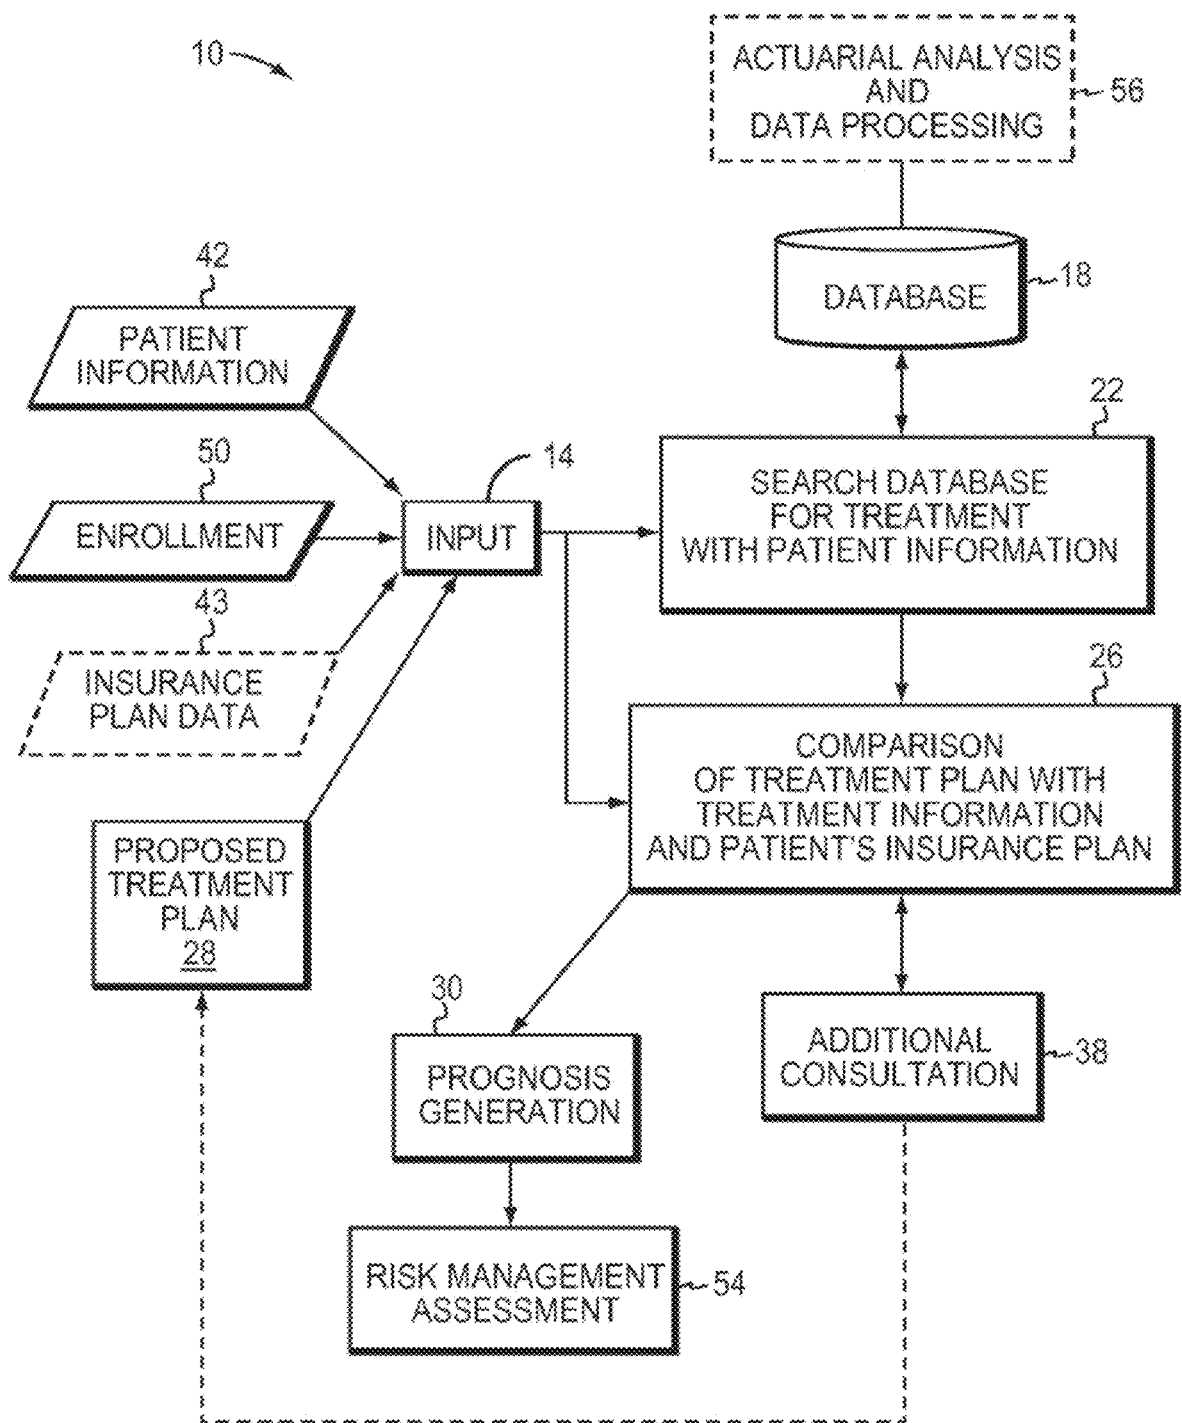 10
ACTUARIAL ANALYSIS
AND
DATA PROCESSING
56
42
PATIENT
INFORMATION
DATABASE
18
50
ENROLLMENT
14
INPUT
22
SEARCH DATABASE
FOR TREATMENT
WITH PATIENT INFORMATION
43
INSURANCE
PLAN DATA
26
COMPARISON
OF TREATMENT PLAN WITH
TREATMENT INFORMATION
AND PATIENT'S INSURANCE PLAN
PROPOSED
TREATMENT
PLAN
28
30
PROGNOSIS
GENERATION
ADDITIONAL
CONSULTATION
38
RISK MANAGEMENT
ASSESSMENT
54